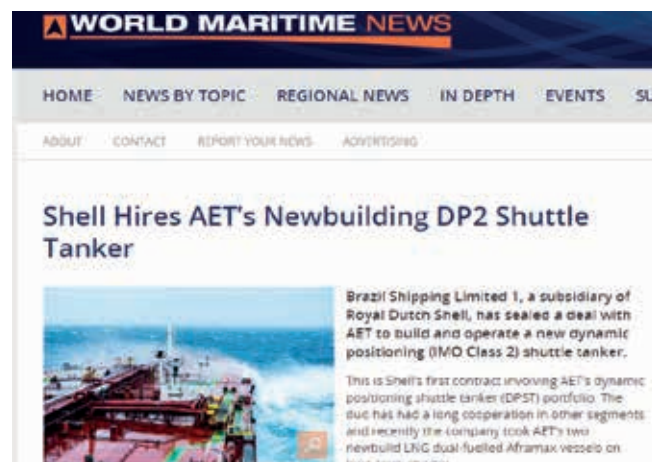 WORLD MARITIME NEWS
HOME NEWS BY TOPIC REGIONAL NEWS IN DEPTH EVENTS SU
ABOUT CONTACT REPORT YOUR NEWS ADVERTISING
Shell Hires AET's Newbuilding DP2 Shuttle
Tanker
Brazil Shipping Limited 1, a subsidiary of
Royal Dutch Shell, has sealed a deal with
AET to build and operate a new dynamic
positioning (IMO Class 2) shuttle tanker.
This is Shell's first contract involving AET's dynamic
positioning shuttle tanker (DPST) portfolio. The
duo has had a long cooperation in other segments
and recently the company took AET's two
newbuild LNG dual-fuelled Aframax vessels on